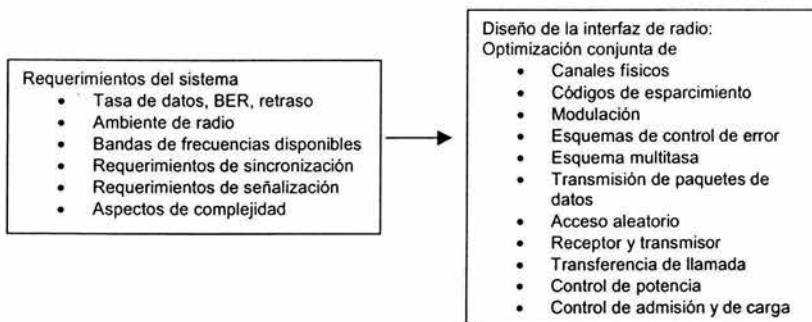 Requerimientos del sistema
• Tasa de datos, BER, retraso
• Ambiente de radio
• Bandas de frecuencias disponibles
• Requerimientos de sincronización
• Requerimientos de señalización
• Aspectos de complejidad
Diseño de la interfaz de radio:
Optimización conjunta de
• Canales físicos
• Códigos de esparcimiento
• Modulación
• Esquemas de control de error
• Esquema multitasa
• Transmisión de paquetes de
datos
• Acceso aleatorio
• Receptor y transmisor
• Transferencia de llamada
• Control de potencia
• Control de admisión y de carga